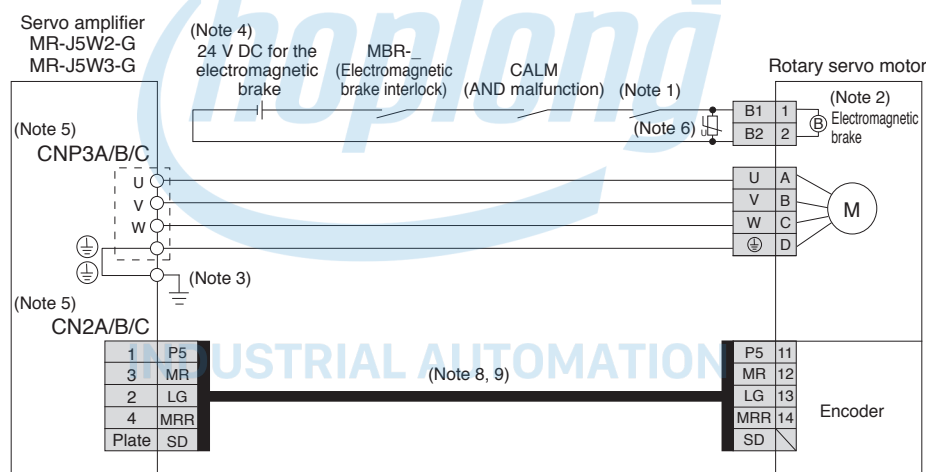 hoplong
INDUSTRIAL AUTOMATION
Servo amplifier
MR-J5W2-G
MR-J5W3-G
(Note 4)
24 V DC for the
electromagnetic
brake
MBR-_
(Electromagnetic
brake interlock)
CALM
(AND malfunction)
(Note 1)
Rotary servo motor
(Note 6)
U
B1 1
B2 2
B
(Note 2)
Electromagnetic
brake
(Note 5)
CNP3A/B/C
U
V
W
U A
V B
W C
D
M
(Note 3)
(Note 5)
CN2A/B/C
1 P5
3 MR
2 LG
4 MRR
Plate SD
(Note 8, 9)
P5 11
MR 12
LG 13
MRR 14
SD
Encoder